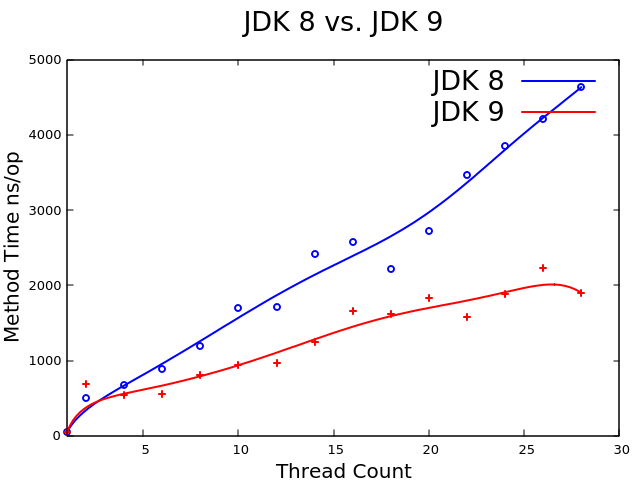 JDK 8 vs. JDK 9
JDK 8
JDK 9
5000
4000
3000
2000
1000
0
Method Time ns/op
5 10 15 20 25 30
Thread Count